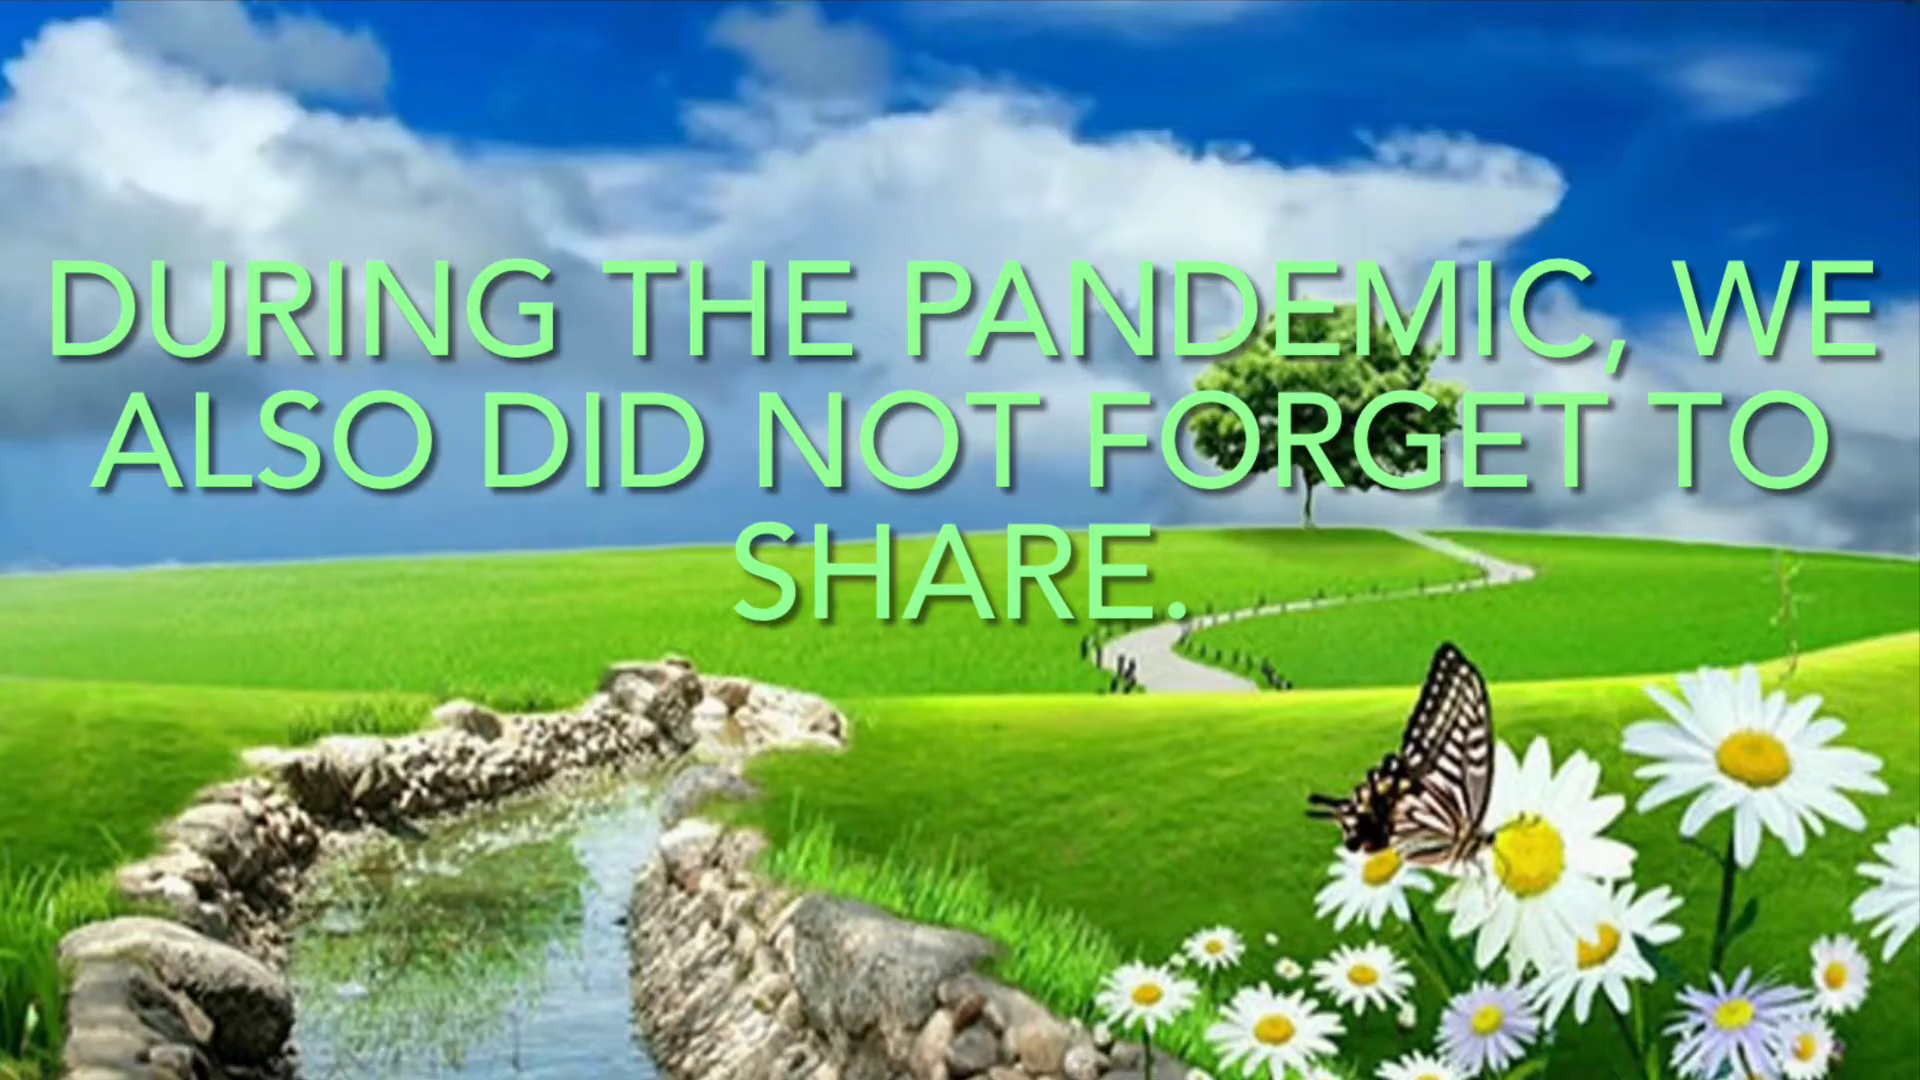 DURING THE PANDEMIC, WE
ALSO DID NOT FORGET TO
SHARE.